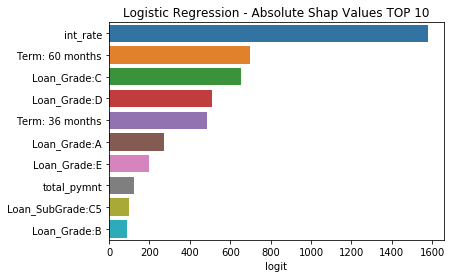 Logistic Regression - Absolute Shap Values TOP 10
int_rate
Term: 60 months
Loan_Grade:C
Loan_Grade:D
Term: 36 months
Loan_Grade:A
Loan_Grade:E
total_pymnt
Loan_SubGrade:C5
Loan_Grade:B
0 200 400 600 800 1000 1200 1400 1600
logit